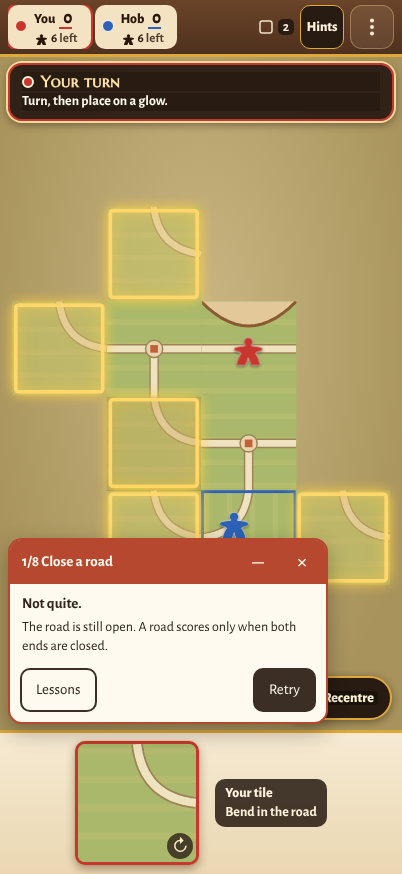 You 0
6 left
Hob 0
6 left
2
Hints
Your turn
Turn, then place on a glow.
1/8 Close a road
Not quite.
The road is still open. A road scores only when both
ends are closed.
Lessons
Retry
Recentre
Your tile
Bend in the road